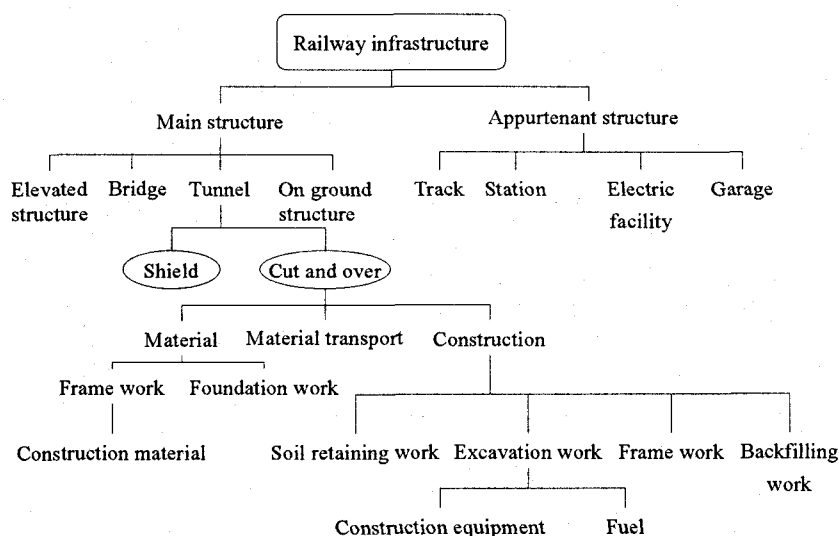 Railway infrastructure
Main structure
Appurtenant structure
Elevated structure
Bridge
Tunnel
On ground structure
Track
Station
Electric facility
Garage
Shield
Cut and over
Material
Material transport
Construction
Frame work
Foundation work
Construction material
Soil retaining work
Excavation work
Frame work
Backfilling work
Construction equipment
Fuel